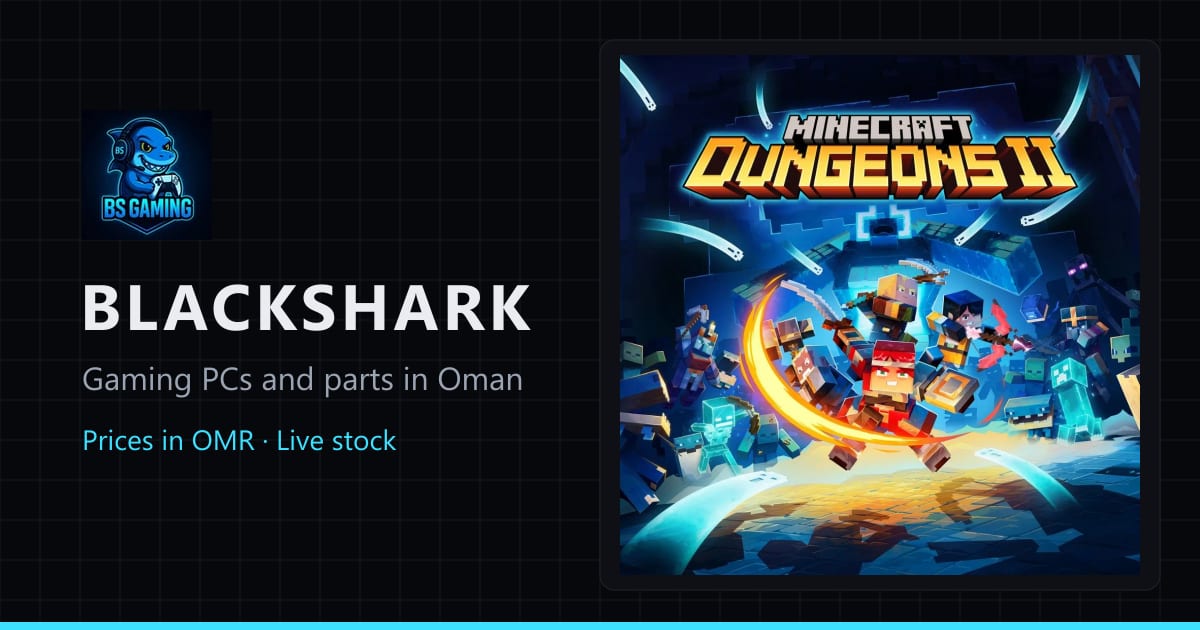 BS
BS GAMING
BLACKSHARK
Gaming PCs and parts in Oman
Prices in OMR · Live stock
MINECRAFT
DUNGEONS II